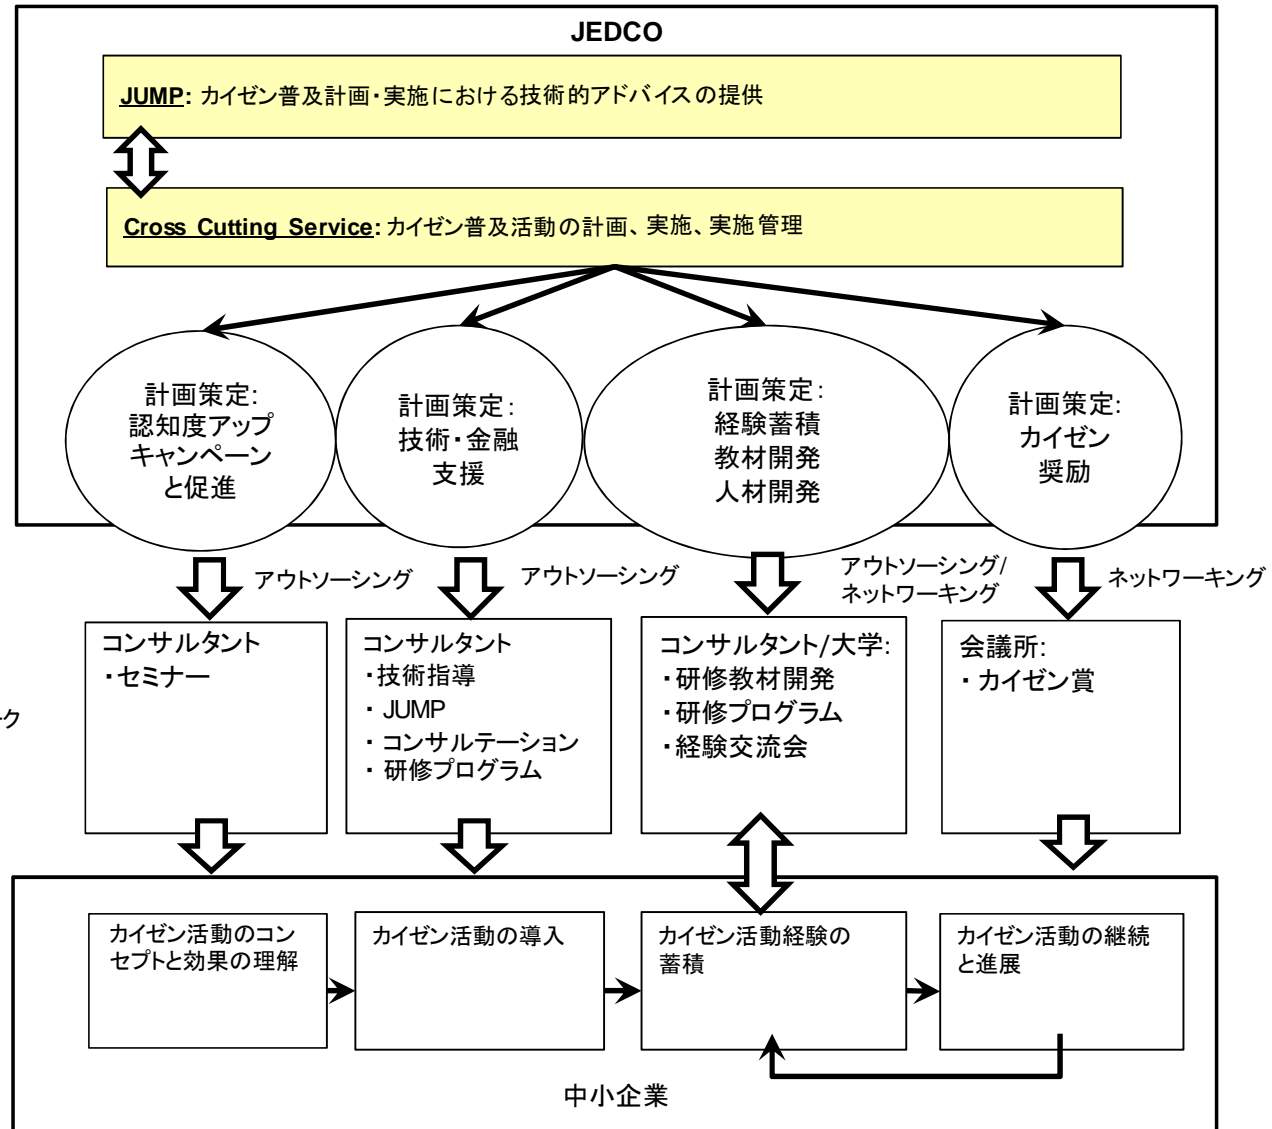 JEDCO
JUMP: カイゼン普及計画・実施における技術的アドバイスの提供
Cross Cutting Service: カイゼン普及活動の計画、実施、実施管理
計画策定:
認知度アップ
キャンペーン
と促進
計画策定:
技術・金融
支援
計画策定:
経験蓄積
教材開発
人材開発
計画策定:
カイゼン
奨励
アウトソーシング
アウトソーシング
アウトソーシング/
ネットワーキング
ネットワーキング
コンサルタント
・セミナー
コンサルタント
・技術指導
・ JUMP
・ コンサルテーション
・ 研修プログラム
コンサルタント/大学:
・研修教材開発
・研修プログラム
・経験交流会
会議所:
・ カイゼン賞
ク
カイゼン活動のコン
セプトと効果の理解
カイゼン活動の導入
カイゼン活動経験の
蓄積
カイゼン活動の継続
と進展
中小企業